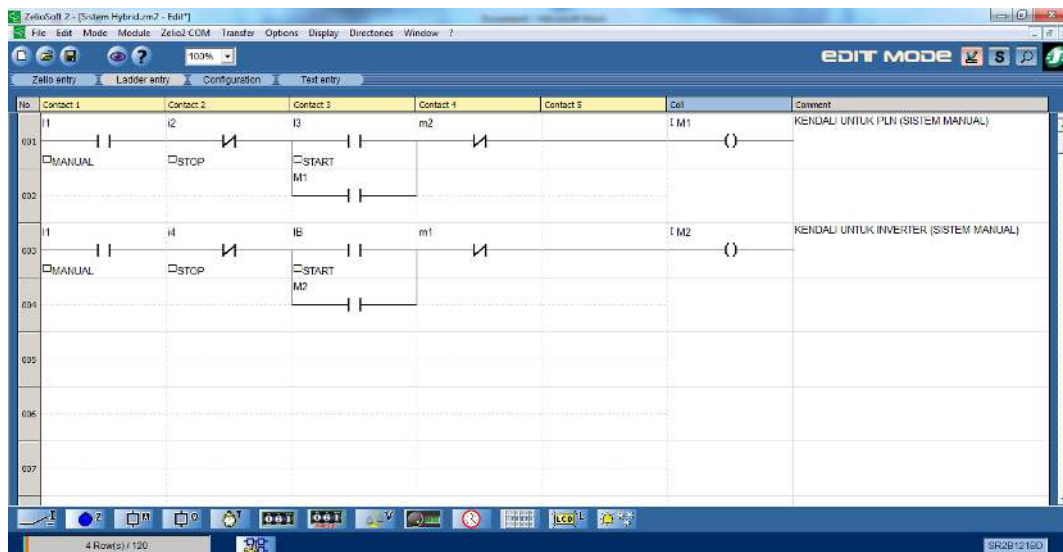 ZelioSoft 2 - [Sistem Hybrid.zm2 - Edit*]
File Edit Mode Module Zelio2 COM Transfer Options Display Directories Window ?
100%
EDIT MODE S
Zelio entry Ladder entry Configuration Text entry
No Contact 1 Contact 2 Contact 3 Contact 4 Contact 5 Coil Comment
I1 i2 I3 m2 [ M1 KENDALI UNTUK PLN (SISTEM MANUAL)
001
MANUAL STOP START
M1
002
I1 i4 IB m1 [ M2 KENDALI UNTUK INVERTER (SISTEM MANUAL)
003
MANUAL STOP START
M2
004
005
006
007
I Z M Q T V L
4 Row(s) / 120 SR2B121BD